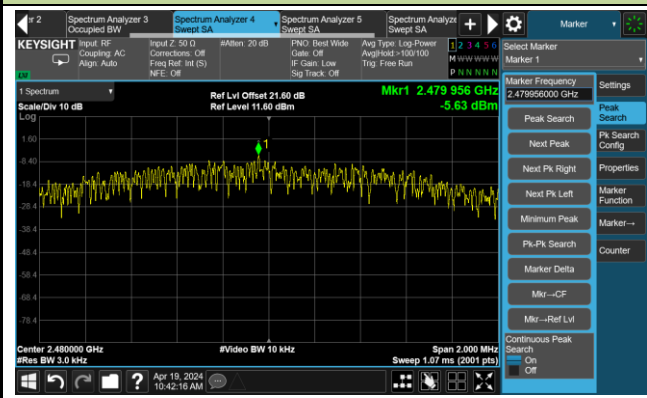 r 2
Spectrum Analyzer 3
Occupied BW
Spectrum Analyzer 4
Swept SA
Spectrum Analyzer 5
Swept SA
Spectrum Analyze
Swept SA
Marker
KEYSIGHT
Input: RF
Coupling: AC
Align: Auto
Input Z: 50 Ω
Corrections: Off
Freq Ref: Int (S)
NFE: Off
#Atten: 20 dB
PNO: Best Wide
Gate: Off
IF Gain: Low
Sig Track: Off
Avg Type: Log-Power
Avg|Hold:>100/100
Trig: Free Run
1 2 3 4 5 6
M W W W W W
P N N N N N
Select Marker
Marker 1
1 Spectrum
Scale/Div 10 dB
Log
Ref Lvl Offset 21.60 dB
Ref Level 11.60 dBm
Mkr1 2.479 956 GHz
-5.63 dBm
1
1.60
-8.40
-18.4
-28.4
-38.4
-48.4
-58.4
-68.4
-78.4
Center 2.480000 GHz
#Res BW 3.0 kHz
#Video BW 10 kHz
Span 2.000 MHz
Sweep 1.07 ms (2001 pts)
Marker Frequency
2.479956000 GHz
Peak Search
Next Peak
Next Pk Right
Next Pk Left
Minimum Peak
Pk-Pk Search
Marker Delta
Mkr→CF
Mkr→Ref Lvl
Continuous Peak
Search
On
Off
Settings
Peak
Search
Pk Search
Config
Properties
Marker
Function
Marker→
Counter
Apr 19, 2024
10:42:16 AM